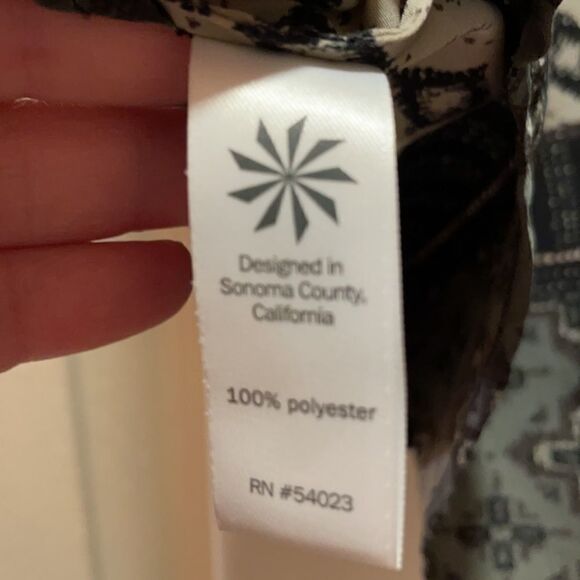 Designed in
Sonoma County,
California
100% polyester
RN #54023